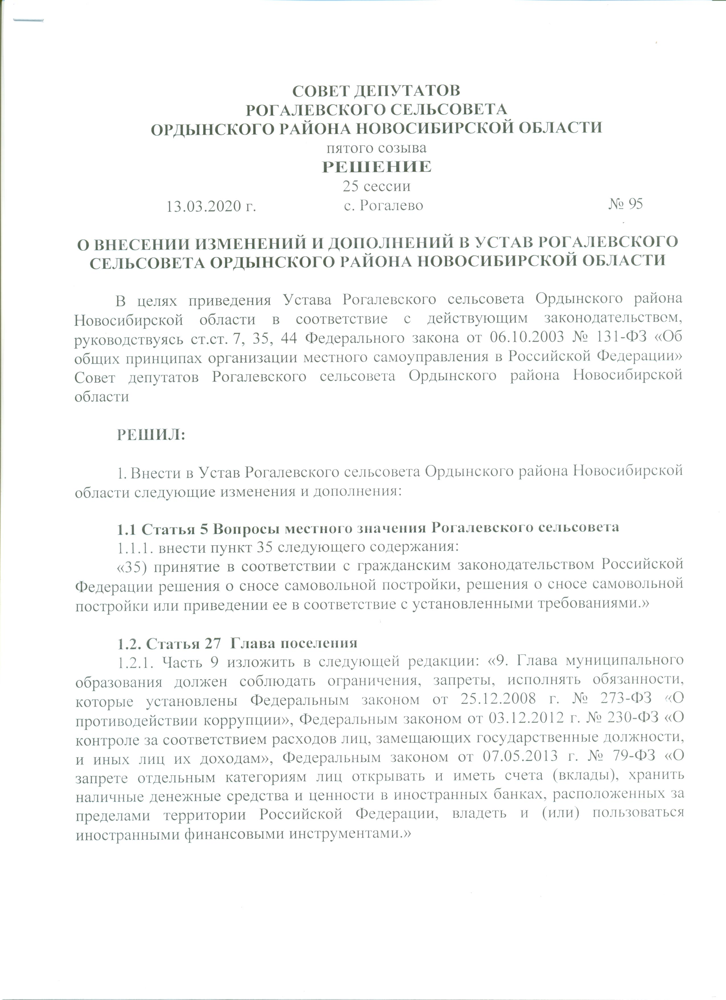 СОВЕТ ДЕПУТАТОВ
РОГАЛЕВСКОГО СЕЛЬСОВЕТА
ОРДЫНСКОГО РАЙОНА НОВОСИБИРСКОЙ ОБЛАСТИ
пятого созыва
РЕШЕНИЕ
25 сессии
13.03.2020 г. с. Рогалево № 95
О ВНЕСЕНИИ ИЗМЕНЕНИЙ И ДОПОЛНЕНИЙ В УСТАВ РОГАЛЕВСКОГО
СЕЛЬСОВЕТА ОРДЫНСКОГО РАЙОНА НОВОСИБИРСКОЙ ОБЛАСТИ
В целях приведения Устава Рогалевского сельсовета Ордынского района
Новосибирской области в соответствие с действующим законодательством,
руководствуясь ст.ст. 7, 35, 44 Федерального закона от 06.10.2003 № 131-ФЗ «Об
общих принципах организации местного самоуправления в Российской Федерации»
Совет депутатов Рогалевского сельсовета Ордынского района Новосибирской
области
РЕШИЛ:
1. Внести в Устав Рогалевского сельсовета Ордынского района Новосибирской
области следующие изменения и дополнения:
1.1 Статья 5 Вопросы местного значения Рогалевского сельсовета
1.1.1. внести пункт 35 следующего содержания:
«35) принятие в соответствии с гражданским законодательством Российской
Федерации решения о сносе самовольной постройки, решения о сносе самовольной
постройки или приведении ее в соответствие с установленными требованиями.»
1.2. Статья 27 Глава поселения
1.2.1. Часть 9 изложить в следующей редакции: «9. Глава муниципального
образования должен соблюдать ограничения, запреты, исполнять обязанности,
которые установлены Федеральным законом от 25.12.2008 г. № 273-ФЗ «О
противодействии коррупции», Федеральным законом от 03.12.2012 г. № 230-ФЗ «О
контроле за соответствием расходов лиц, замещающих государственные должности,
и иных лиц их доходам», Федеральным законом от 07.05.2013 г. № 79-ФЗ «О
запрете отдельным категориям лиц открывать и иметь счета (вклады), хранить
наличные денежные средства и ценности в иностранных банках, расположенных за
пределами территории Российской Федерации, владеть и (или) пользоваться
иностранными финансовыми инструментами.»